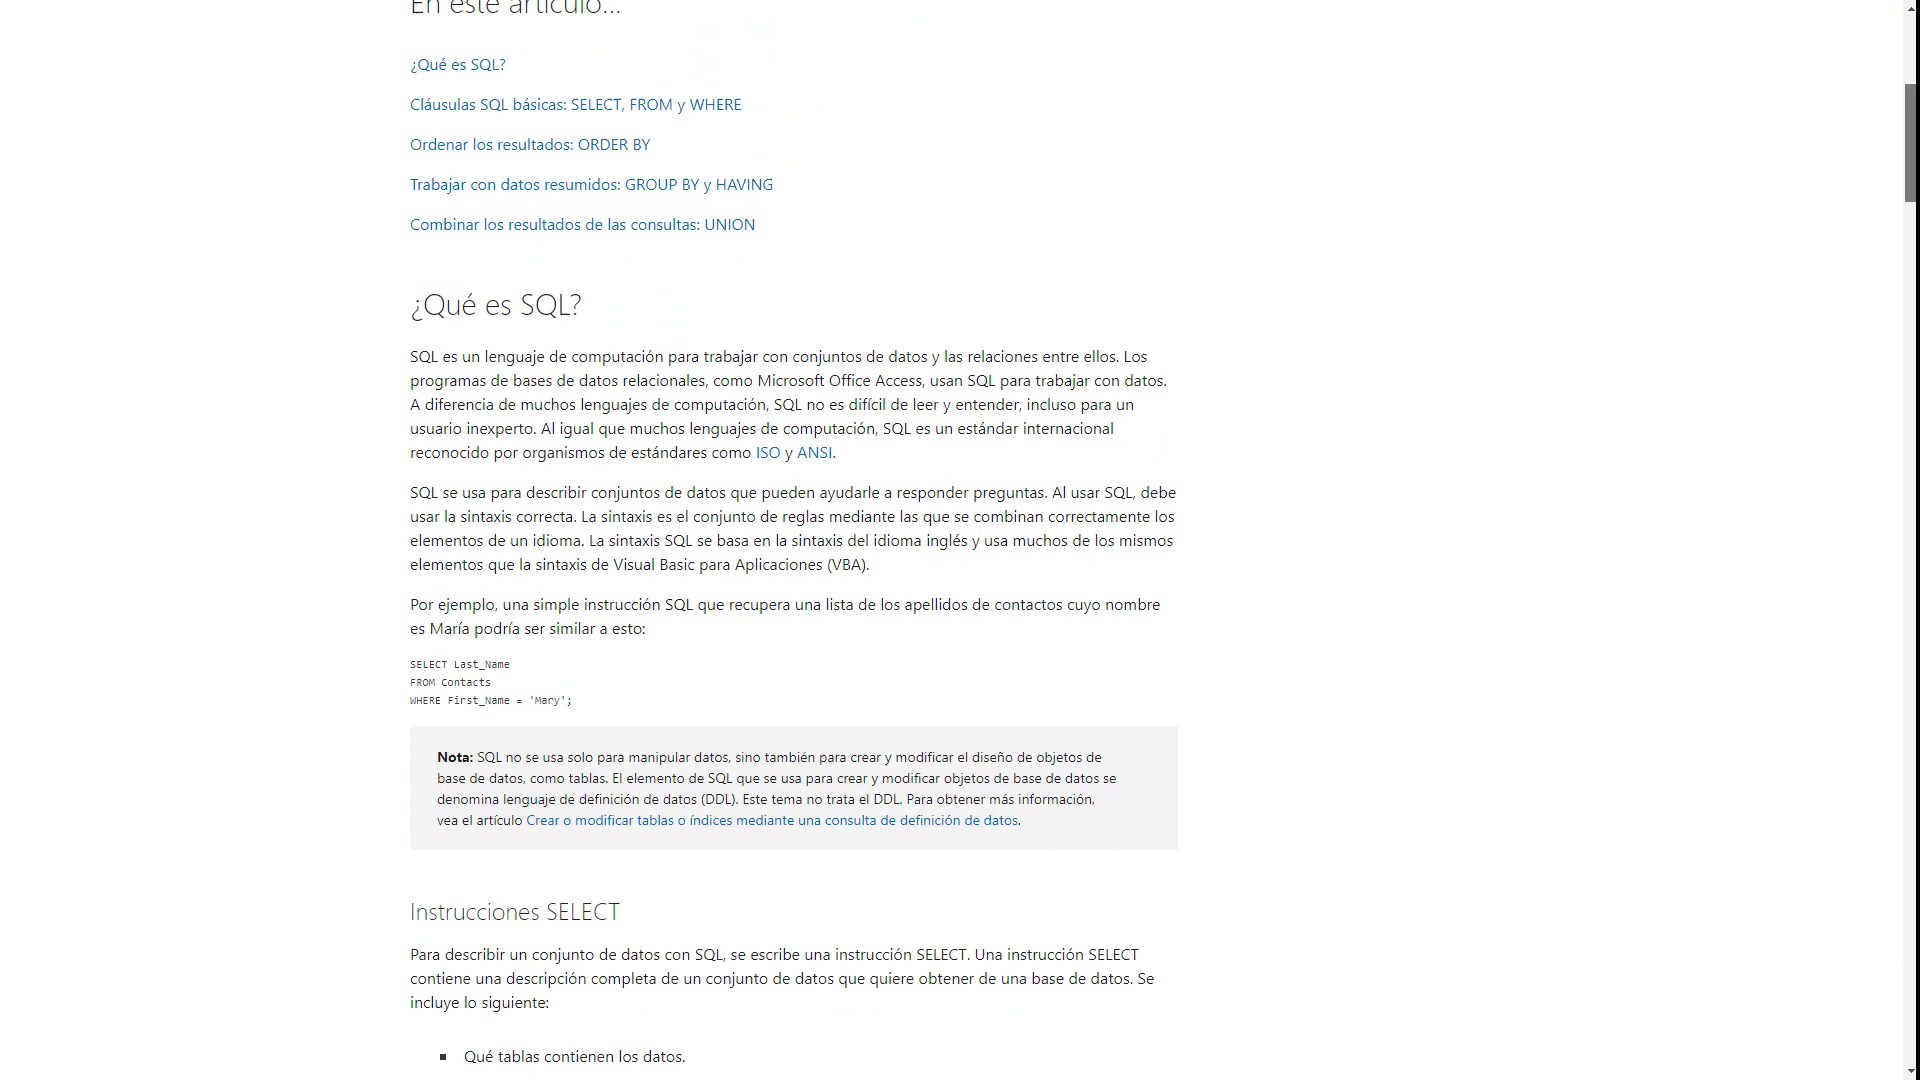 En este artículo...
¿Qué es SQL?
Cláusulas SQL básicas: SELECT, FROM y WHERE
Ordenar los resultados: ORDER BY
Trabajar con datos resumidos: GROUP BY y HAVING
Combinar los resultados de las consultas: UNION
¿Qué es SQL?
SQL es un lenguaje de computación para trabajar con conjuntos de datos y las relaciones entre ellos. Los
programas de bases de datos relacionales, como Microsoft Office Access, usan SQL para trabajar con datos.
A diferencia de muchos lenguajes de computación, SQL no es difícil de leer y entender, incluso para un
usuario inexperto. Al igual que muchos lenguajes de computación, SQL es un estándar internacional
reconocido por organismos de estándares como ISO y ANSI.
SQL se usa para describir conjuntos de datos que pueden ayudarle a responder preguntas. Al usar SQL, debe
usar la sintaxis correcta. La sintaxis es el conjunto de reglas mediante las que se combinan correctamente los
elementos de un idioma. La sintaxis SQL se basa en la sintaxis del idioma inglés y usa muchos de los mismos
elementos que la sintaxis de Visual Basic para Aplicaciones (VBA).
Por ejemplo, una simple instrucción SQL que recupera una lista de los apellidos de contactos cuyo nombre
es María podría ser similar a esto:
SELECT Last_Name
FROM Contacts
WHERE First_Name = 'Mary';
Nota: SQL no se usa solo para manipular datos, sino también para crear y modificar el diseño de objetos de
base de datos, como tablas. El elemento de SQL que se usa para crear y modificar objetos de base de datos se
denomina lenguaje de definición de datos (DDL). Este tema no trata el DDL. Para obtener más información,
vea el artículo Crear o modificar tablas o índices mediante una consulta de definición de datos.
Instrucciones SELECT
Para describir un conjunto de datos con SQL, se escribe una instrucción SELECT. Una instrucción SELECT
contiene una descripción completa de un conjunto de datos que quiere obtener de una base de datos. Se
incluye lo siguiente:
Qué tablas contienen los datos.